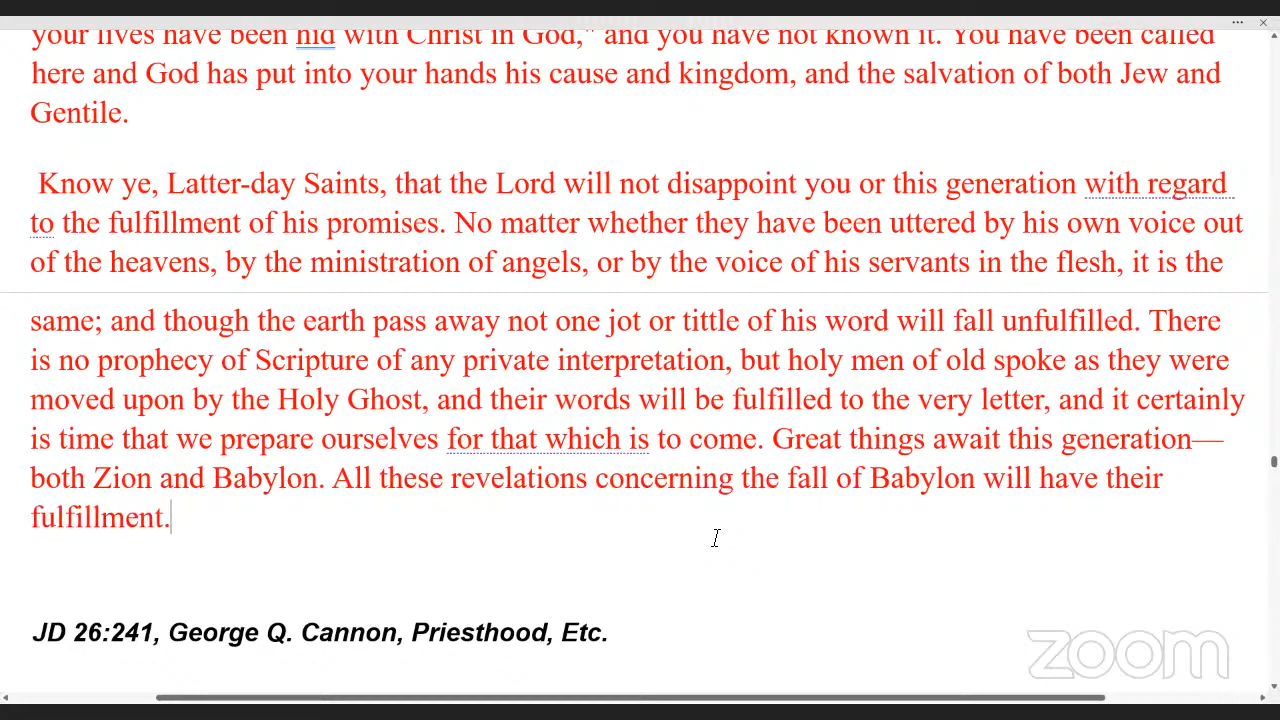 your lives have been hid with Christ in God," and you have not known it. You have been called
here and God has put into your hands his cause and kingdom, and the salvation of both Jew and
Gentile.
Know ye, Latter-day Saints, that the Lord will not disappoint you or this generation with regard
to the fulfillment of his promises. No matter whether they have been uttered by his own voice out
of the heavens, by the ministration of angels, or by the voice of his servants in the flesh, it is the
same; and though the earth pass away not one jot or tittle of his word will fall unfulfilled. There
is no prophecy of Scripture of any private interpretation, but holy men of old spoke as they were
moved upon by the Holy Ghost, and their words will be fulfilled to the very letter, and it certainly
is time that we prepare ourselves for that which is to come. Great things await this generation—
both Zion and Babylon. All these revelations concerning the fall of Babylon will have their
fulfillment.
JD 26:241, George Q. Cannon, Priesthood, Etc.
zoom